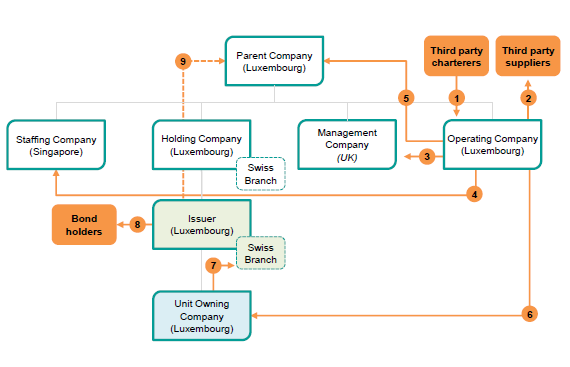 Parent Company
(Luxembourg)
Third party
charterers
Third party
suppliers
9
5
1
2
Staffing Company
(Singapore)
Holding Company
(Luxembourg)
Swiss
Branch
Management
Company
(UK)
3
Operating Company
(Luxembourg)
4
Bond
holders
8
Issuer
(Luxembourg)
Swiss
Branch
7
Unit Owning
Company
(Luxembourg)
6